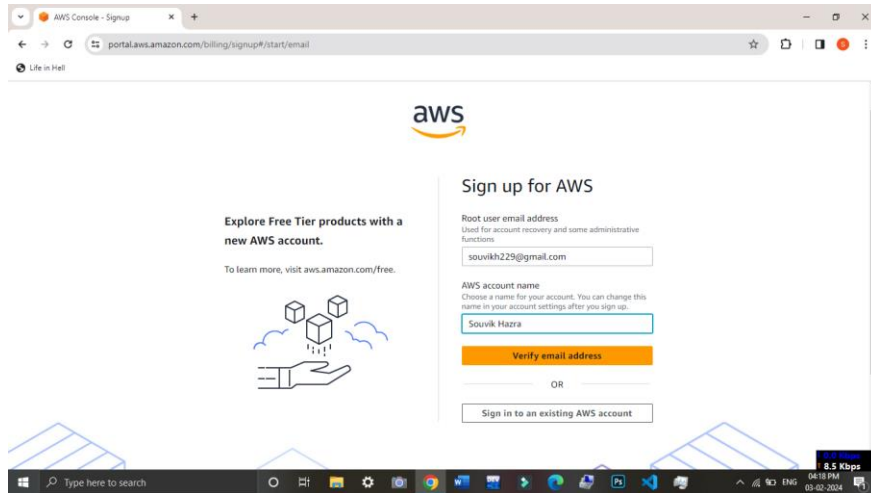 AWS Console - Signup
portal.aws.amazon.com/billing/signup#/start/email
S
Life in Hell
aws
Explore Free Tier products with a
new AWS account.
To learn more, visit aws.amazon.com/free.
Sign up for AWS
Root user email address
Used for account recovery and some administrative
functions
souvikh229@gmail.com
AWS account name
Choose a name for your account. You can change this
name in your account settings after you sign up.
Souvik Hazra
Verify email address
OR
Sign in to an existing AWS account
8.5 Kbps
Type here to search
Ps
ENG
04:18 PM
03-02-2024